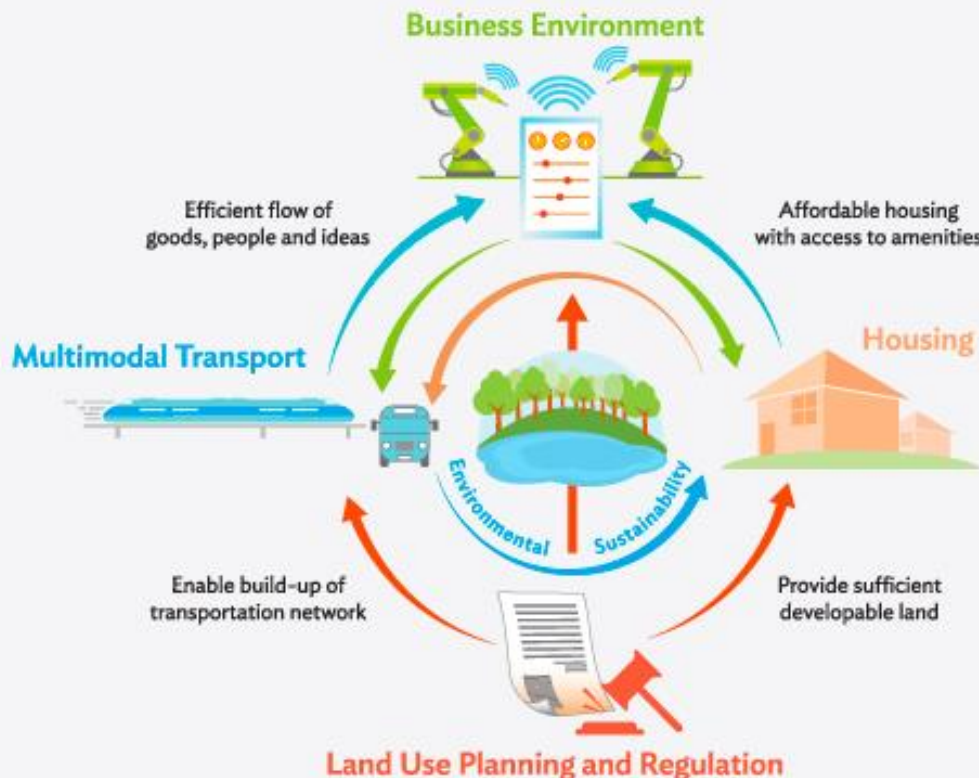 Business Environment
Efficient flow of
goods, people and ideas
Affordable housing
with access to amenities
Multimodal Transport
Housing
Environmental Sustainability
Enable build-up of
transportation network
Provide sufficient
developable land
Land Use Planning and Regulation